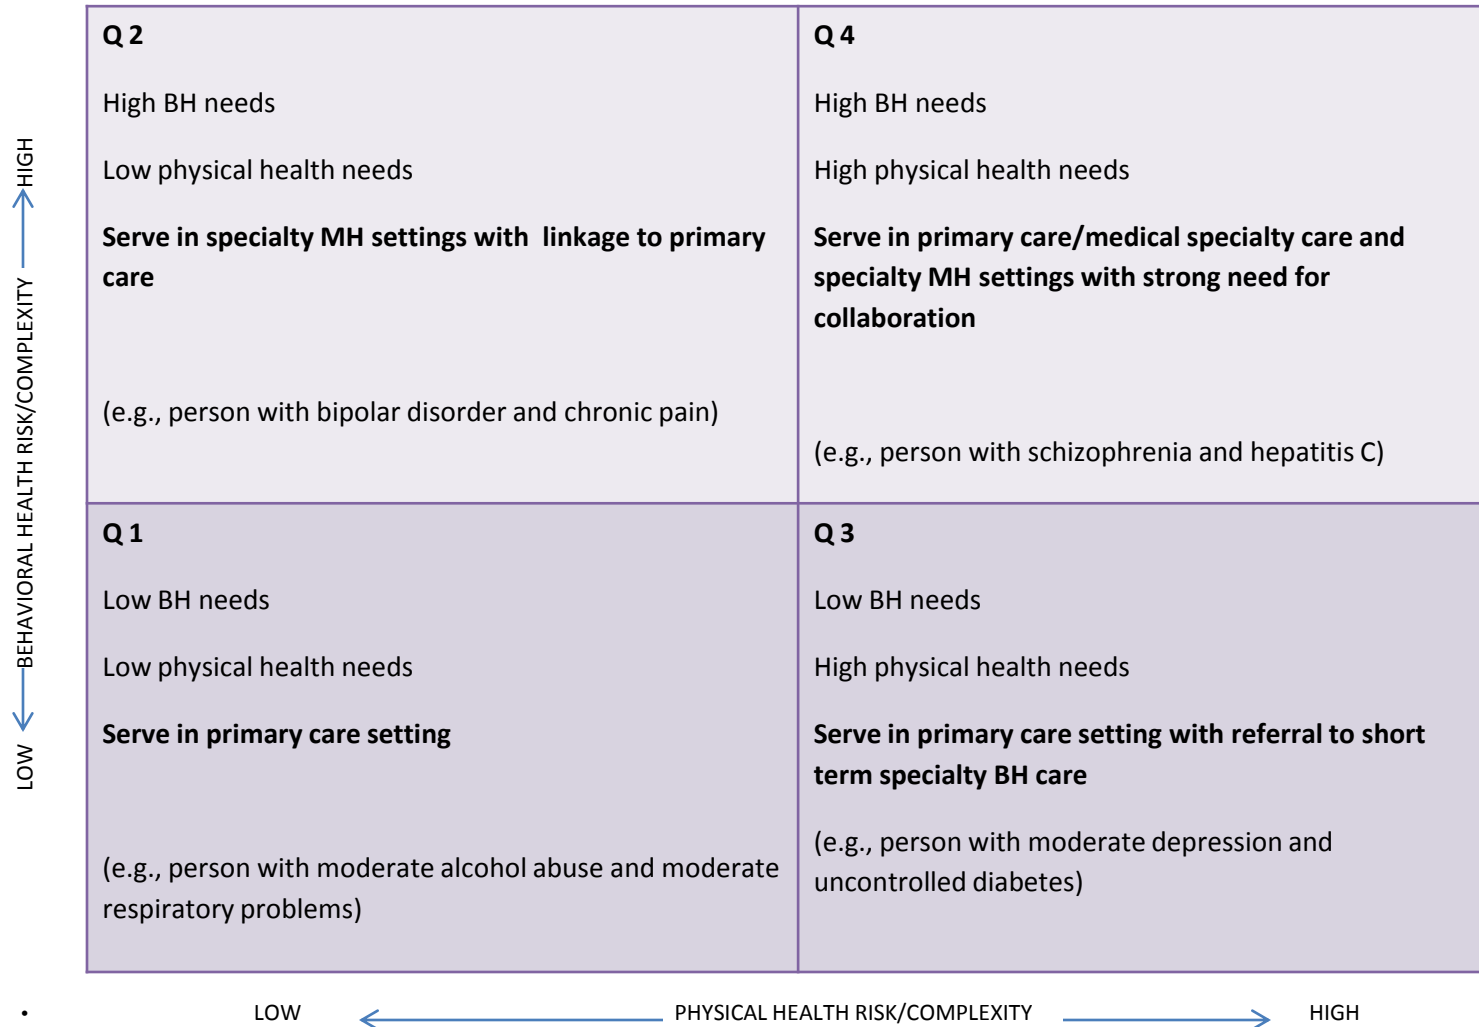 Q 2
High BH needs
Low physical health needs
Serve in specialty MH settings with linkage to primary
care
(e.g., person with bipolar disorder and chronic pain)
Q 4
High BH needs
High physical health needs
Serve in primary care/medical specialty care and
specialty MH settings with strong need for
collaboration
(e.g., person with schizophrenia and hepatitis C)
Q 1
Low BH needs
Low physical health needs
Serve in primary care setting
(e.g., person with moderate alcohol abuse and moderate
respiratory problems)
Q 3
Low BH needs
High physical health needs
Serve in primary care setting with referral to short
term specialty BH care
(e.g., person with moderate depression and
uncontrolled diabetes)
LOW BEHAVIORAL HEALTH RISK/COMPLEXITY HIGH
• LOW PHYSICAL HEALTH RISK/COMPLEXITY HIGH